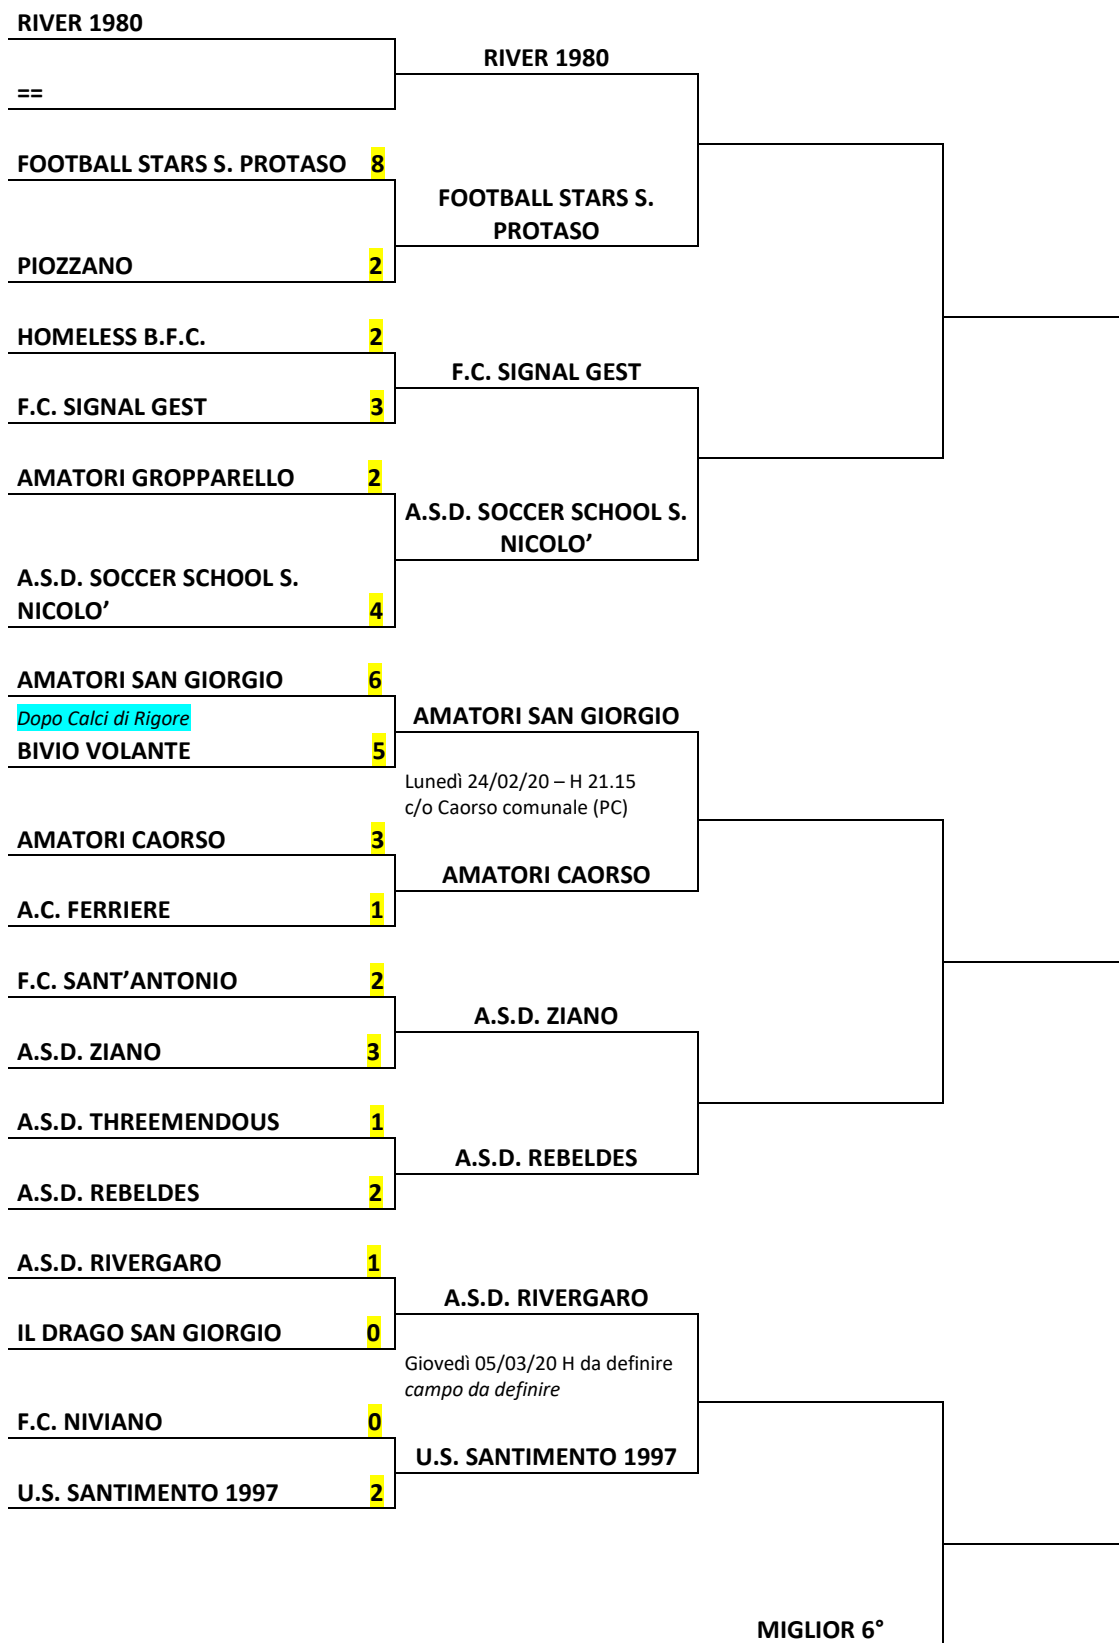 RIVER 1980
==
RIVER 1980
FOOTBALL STARS S. PROTASO 8
PIOZZANO 2
FOOTBALL STARS S.
PROTASO
HOMELESS B.F.C. 2
F.C. SIGNAL GEST 3
F.C. SIGNAL GEST
AMATORI GROPPARELLO 2
A.S.D. SOCCER SCHOOL S.
NICOLO’ 4
A.S.D. SOCCER SCHOOL S.
NICOLO’
AMATORI SAN GIORGIO 6
Dopo Calci di Rigore
BIVIO VOLANTE 5
AMATORI SAN GIORGIO
Lunedì 24/02/20 – H 21.15
c/o Caorso comunale (PC)
AMATORI CAORSO 3
A.C. FERRIERE 1
AMATORI CAORSO
F.C. SANT’ANTONIO 2
A.S.D. ZIANO 3
A.S.D. ZIANO
A.S.D. THREEMENDOUS 1
A.S.D. REBELDES 2
A.S.D. REBELDES
A.S.D. RIVERGARO 1
IL DRAGO SAN GIORGIO 0
A.S.D. RIVERGARO
Giovedì 05/03/20 H da definire
campo da definire
F.C. NIVIANO 0
U.S. SANTIMENTO 1997 2
U.S. SANTIMENTO 1997
MIGLIOR 6°